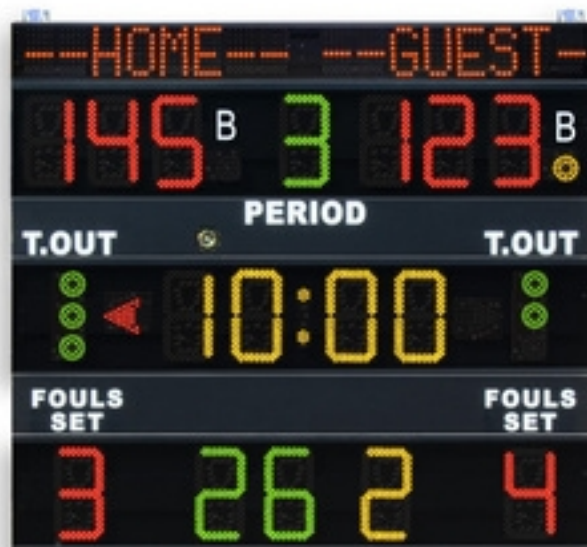 --HOME-- --GUEST-
145 B 3 123 B
PERIOD
T.OUT T.OUT
10:00
FOULS SET FOULS SET
3 26 2 4